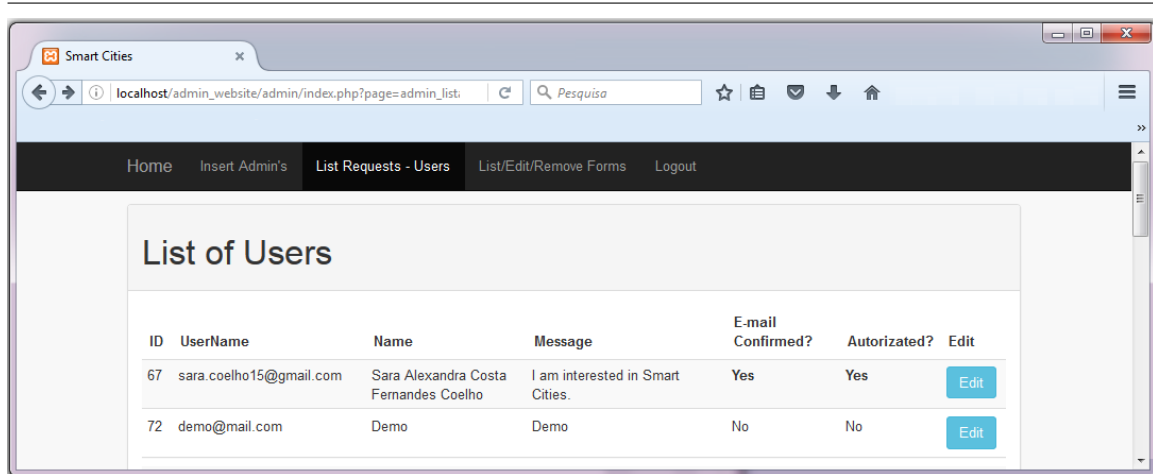 Smart Cities
localhost/admin_website/admin/index.php?page=admin_list
Pesquisa
Home Insert Admin's List Requests - Users List/Edit/Remove Forms Logout
List of Users
E-mail
ID UserName Name Message Confirmed? Autorizated? Edit
67 sara.coelho15@gmail.com Sara Alexandra Costa I am interested in Smart Yes Yes Edit
Fernandes Coelho Cities.
72 demo@mail.com Demo Demo No No Edit